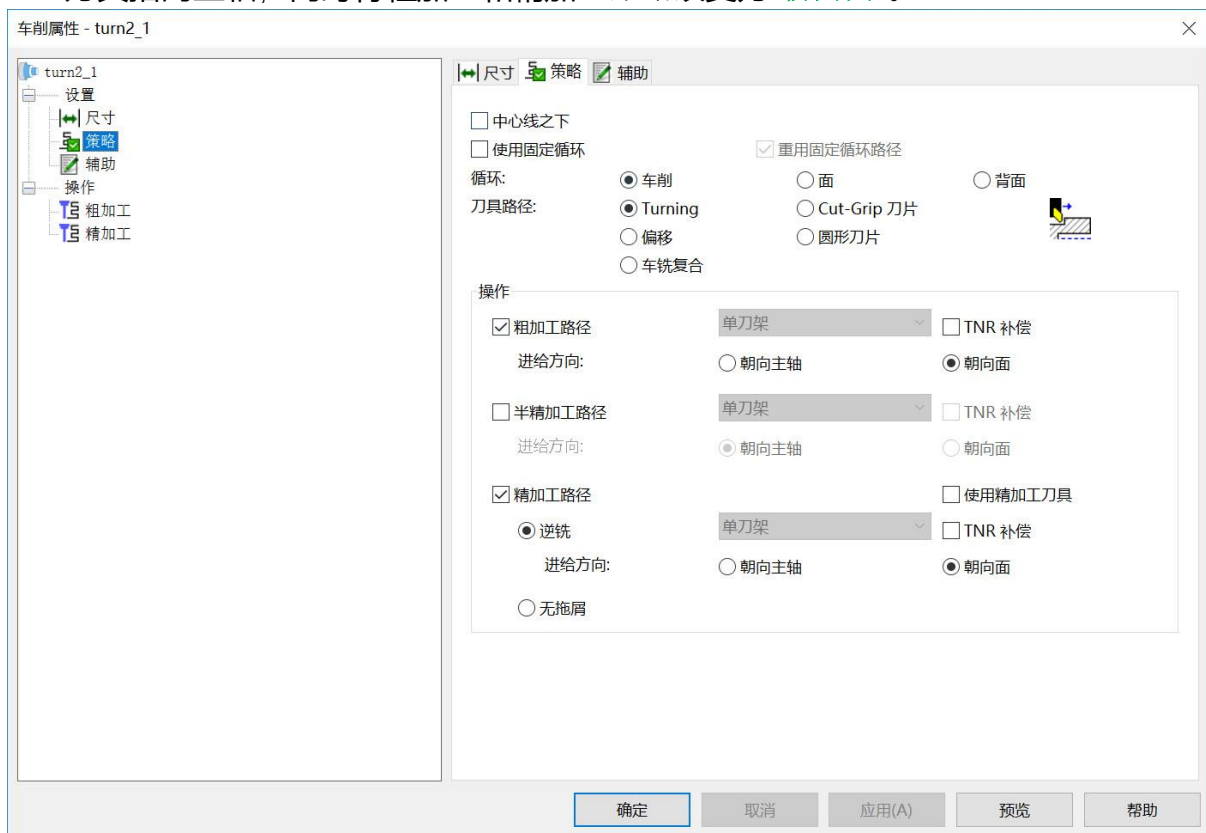 车削属性 - turn2_1
turn2_1
设置
尺寸
策略
辅助
操作
粗加工
精加工
尺寸 策略 辅助
中心线之下
使用固定循环 重用固定循环路径
循环: 车削 面 背面
刀具路径: Turning Cut-Grip 刀片
偏移 圆形刀片
车铣复合
操作
粗加工路径 单刀架 TNR 补偿
进给方向: 朝向主轴 朝向面
半精加工路径 单刀架 TNR 补偿
进给方向: 朝向主轴 朝向面
精加工路径 使用精加工刀具
逆铣 单刀架 TNR 补偿
进给方向: 朝向主轴 朝向面
无拖屑
确定 取消 应用(A) 预览 帮助